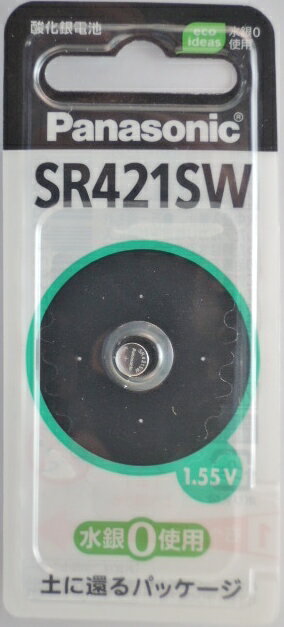 酸化銀電池
eco ideas
水銀0使用
Panasonic®
SR421SW
Panasonic
1.55V
水銀0使用
土に還るパッケージ